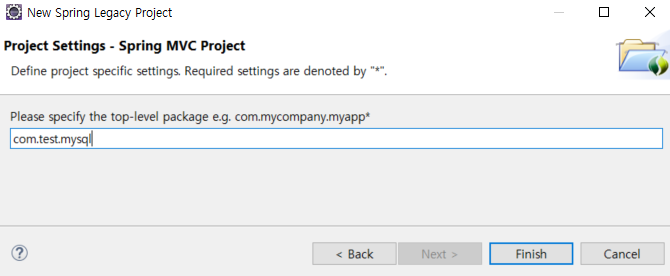 New Spring Legacy Project
Project Settings - Spring MVC Project
Define project specific settings. Required settings are denoted by "*".
Please specify the top-level package e.g. com.mycompany.myapp*
com.test.mysql
?
< Back
Next >
Finish
Cancel